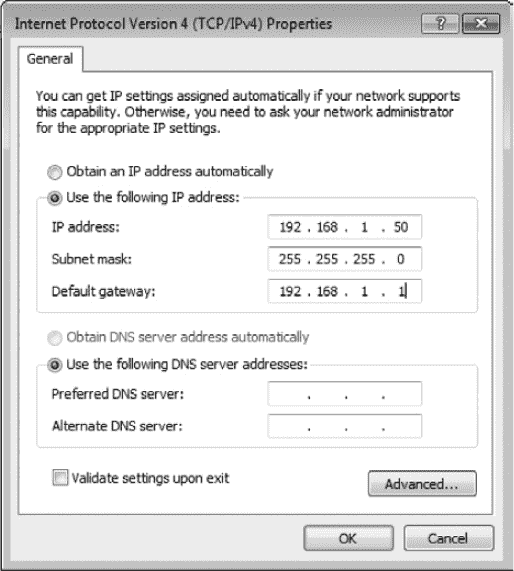 Internet Protocol Version 4 (TCP/IPv4) Properties
General
You can get IP settings assigned automatically if your network supports
this capability. Otherwise, you need to ask your network administrator
for the appropriate IP settings.
Obtain an IP address automatically
Use the following IP address:
IP address: 192 . 168 . 1 . 50
Subnet mask: 255 . 255 . 255 . 0
Default gateway: 192 . 168 . 1 . 1
Obtain DNS server address automatically
Use the following DNS server addresses:
Preferred DNS server: . . .
Alternate DNS server: . . .
Validate settings upon exit
Advanced...
OK Cancel